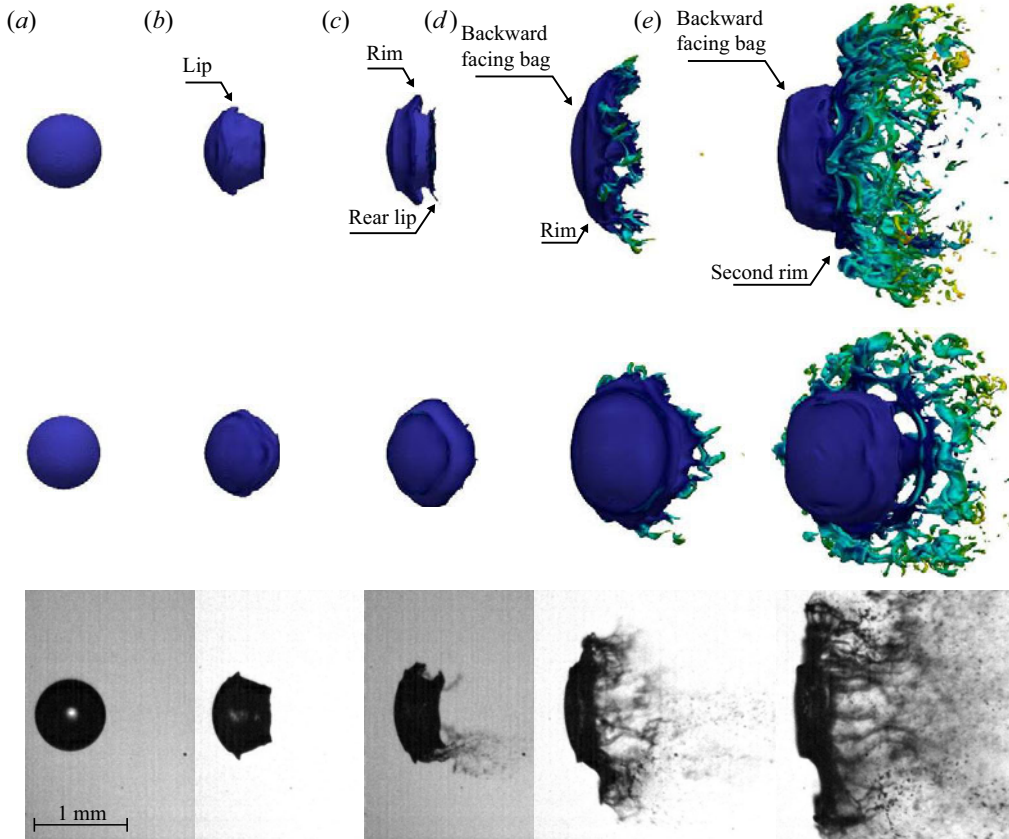 (a)
(b)
(c)
(d)
(e)
Lip
Rim
Backward
facing bag
Backward
facing bag
Rear lip
Rim
Second rim
1 mm